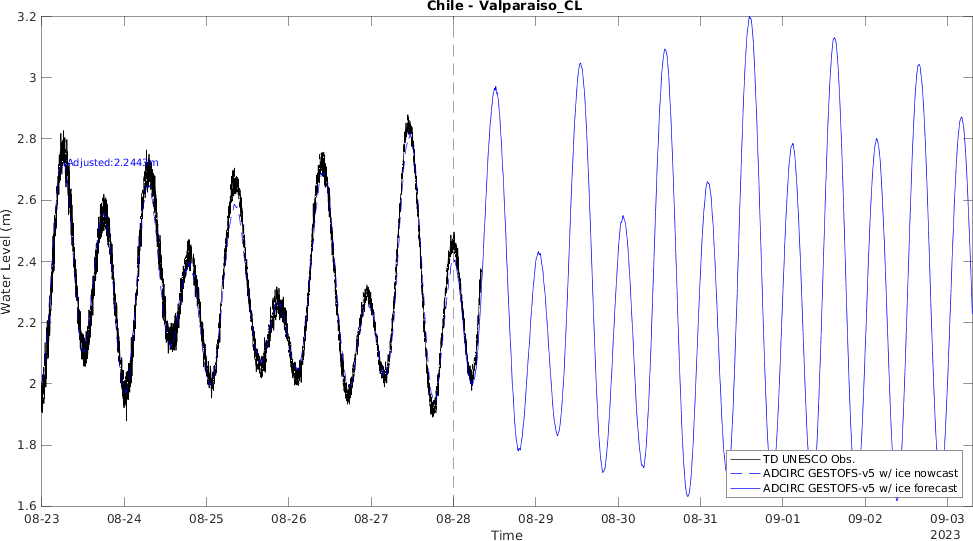 Chile - Valparaiso_CL
3.2
3
2.8
2.6
2.4
2.2
2
1.8
1.6
Water Level (m)
Adjusted:2.2443m
TD UNESCO Obs.
ADCIRC GESTOFS-v5 w/ ice nowcast
ADCIRC GESTOFS-v5 w/ ice forecast
08-23 08-24 08-25 08-26 08-27 08-28 08-29 08-30 08-31 09-01 09-02 09-03
Time
2023